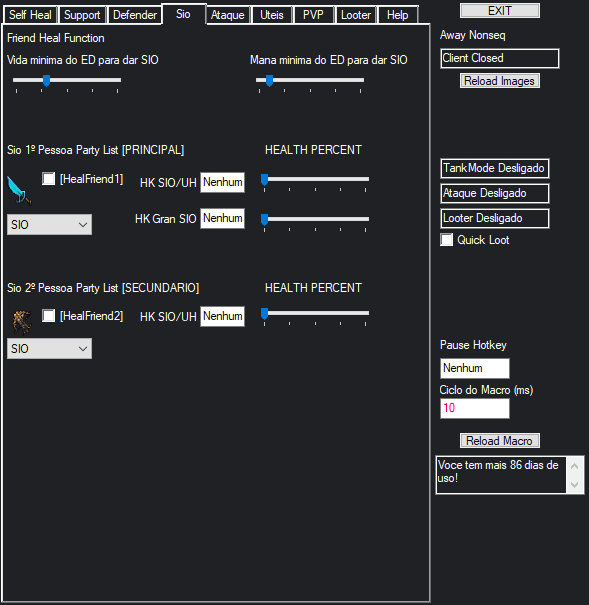 Self Heal Support Defender Sio Ataque Uteis PVP Looter Help
EXIT
Friend Heal Function
Away Nonseq
Vida minima do ED para dar SIO
Mana minima do ED para dar SIO
Client Closed
Reload Images
Sio 1º Pessoa Party List [PRINCIPAL]
HEALTH PERCENT
TankMode Desligado
[HealFriend1]
HK SIO/UH
Nenhum
Ataque Desligado
SIO
HK Gran SIO
Nenhum
Looter Desligado
Quick Loot
Sio 2º Pessoa Party List [SECUNDARIO]
HEALTH PERCENT
[HealFriend2]
HK SIO/UH
Nenhum
SIO
Pause Hotkey
Nenhum
Ciclo do Macro (ms)
10
Reload Macro
Voce tem mais 86 dias de
uso!